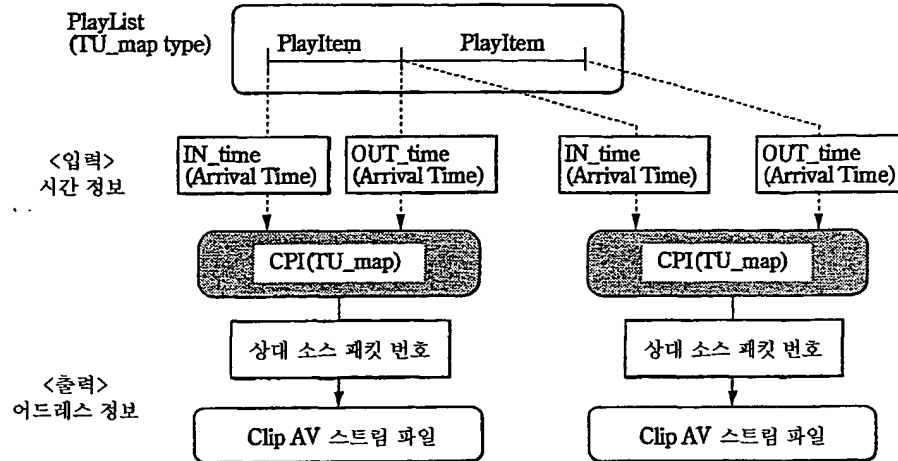 PlayList
(TU_map type)
PlayItem
PlayItem
<입력>
시간 정보
IN_time
(Arrival Time)
OUT_time
(Arrival Time)
IN_time
(Arrival Time)
OUT_time
(Arrival Time)
CPI(TU_map)
CPI(TU_map)
상대 소스 패킷 번호
상대 소스 패킷 번호
<출력>
어드레스 정보
Clip AV 스트림 파일
Clip AV 스트림 파일